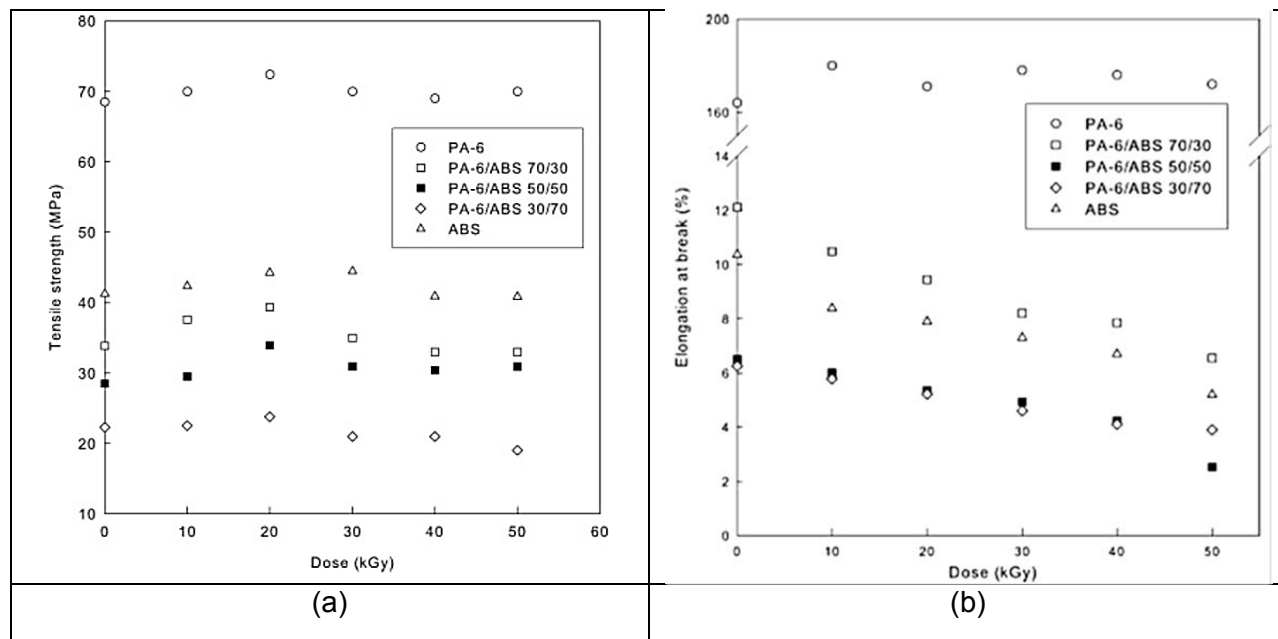 80
70
60
50
40
30
20
10
Tensile strength (MPa)
PA-6
PA-6/ABS 70/30
PA-6/ABS 50/50
PA-6/ABS 30/70
ABS
0 10 20 30 40 50 60
Dose (kGy)
(a)
200
160
14
12
10
8
6
4
2
0
Elongation at break (%)
PA-6
PA-6/ABS 70/30
PA-6/ABS 50/50
PA-6/ABS 30/70
ABS
0 10 20 30 40 50
Dose (kGy)
(b)